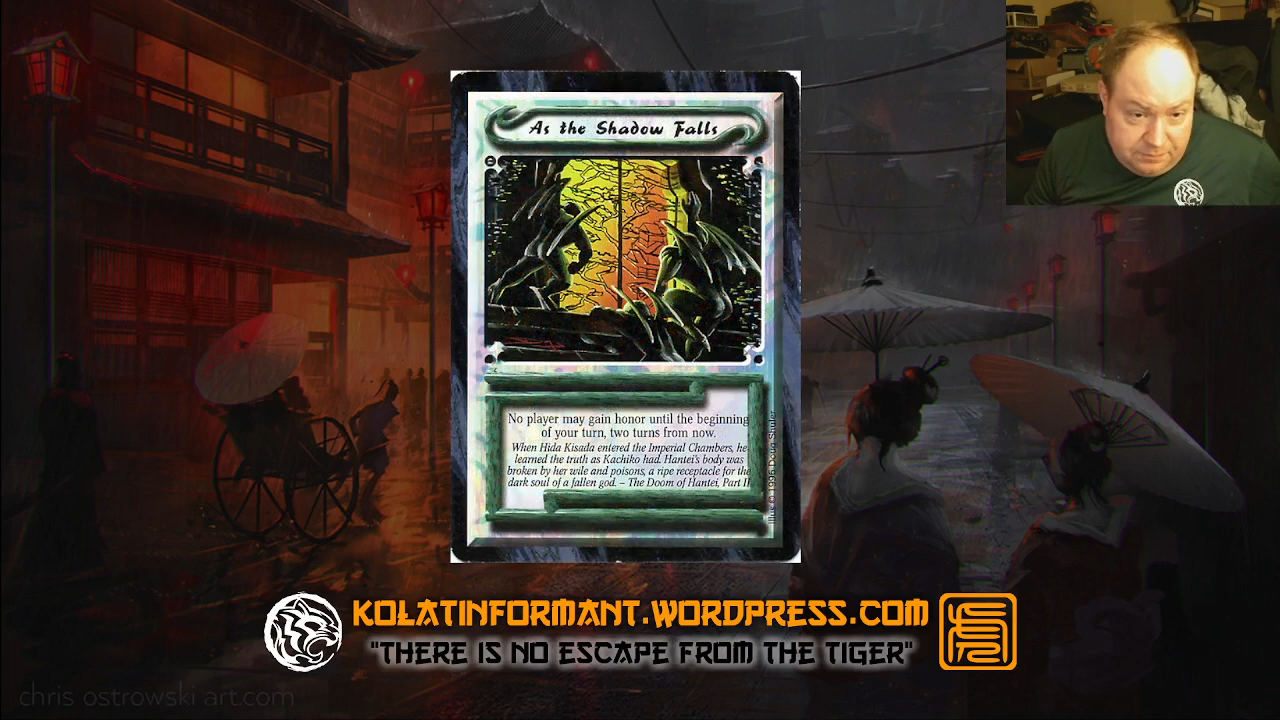 As the Shadow Falls
No player may gain honor until the beginning
of your turn, two turns from now.
When Hida Kisada entered the Imperial Chambers, he
learned the truth as Kachiko had. Hantei's body was
broken by her wile and poisons, a ripe receptacle for the
dark soul of a fallen god. – The Doom of Hantei, Part II
KOLATINFORMANT.WORDPRESS.COM
"THERE IS NO ESCAPE FROM THE TIGER"
chris ostrowski art.com